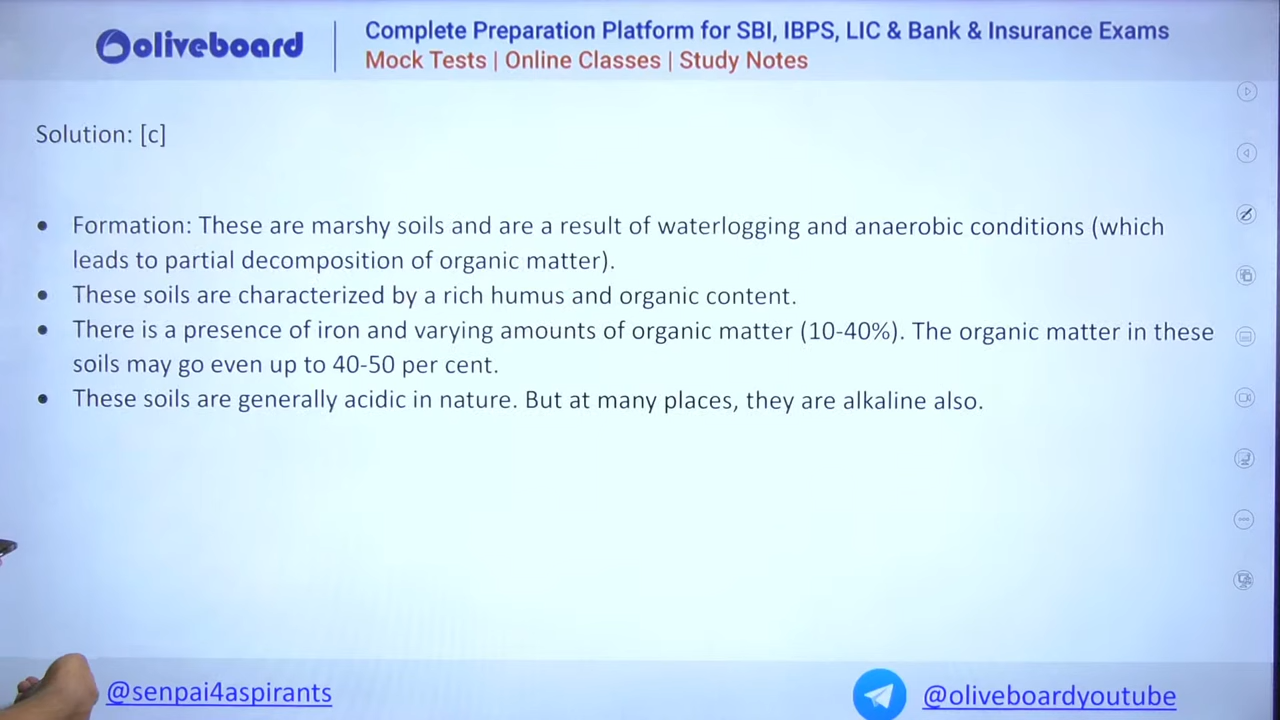 oliveboard
Complete Preparation Platform for SBI, IBPS, LIC & Bank & Insurance Exams
Mock Tests | Online Classes | Study Notes
Solution: [c]
• Formation: These are marshy soils and are a result of waterlogging and anaerobic conditions (which
leads to partial decomposition of organic matter).
• These soils are characterized by a rich humus and organic content.
• There is a presence of iron and varying amounts of organic matter (10-40%). The organic matter in these
soils may go even up to 40-50 per cent.
• These soils are generally acidic in nature. But at many places, they are alkaline also.
@senpai4aspirants
@oliveboardyoutube